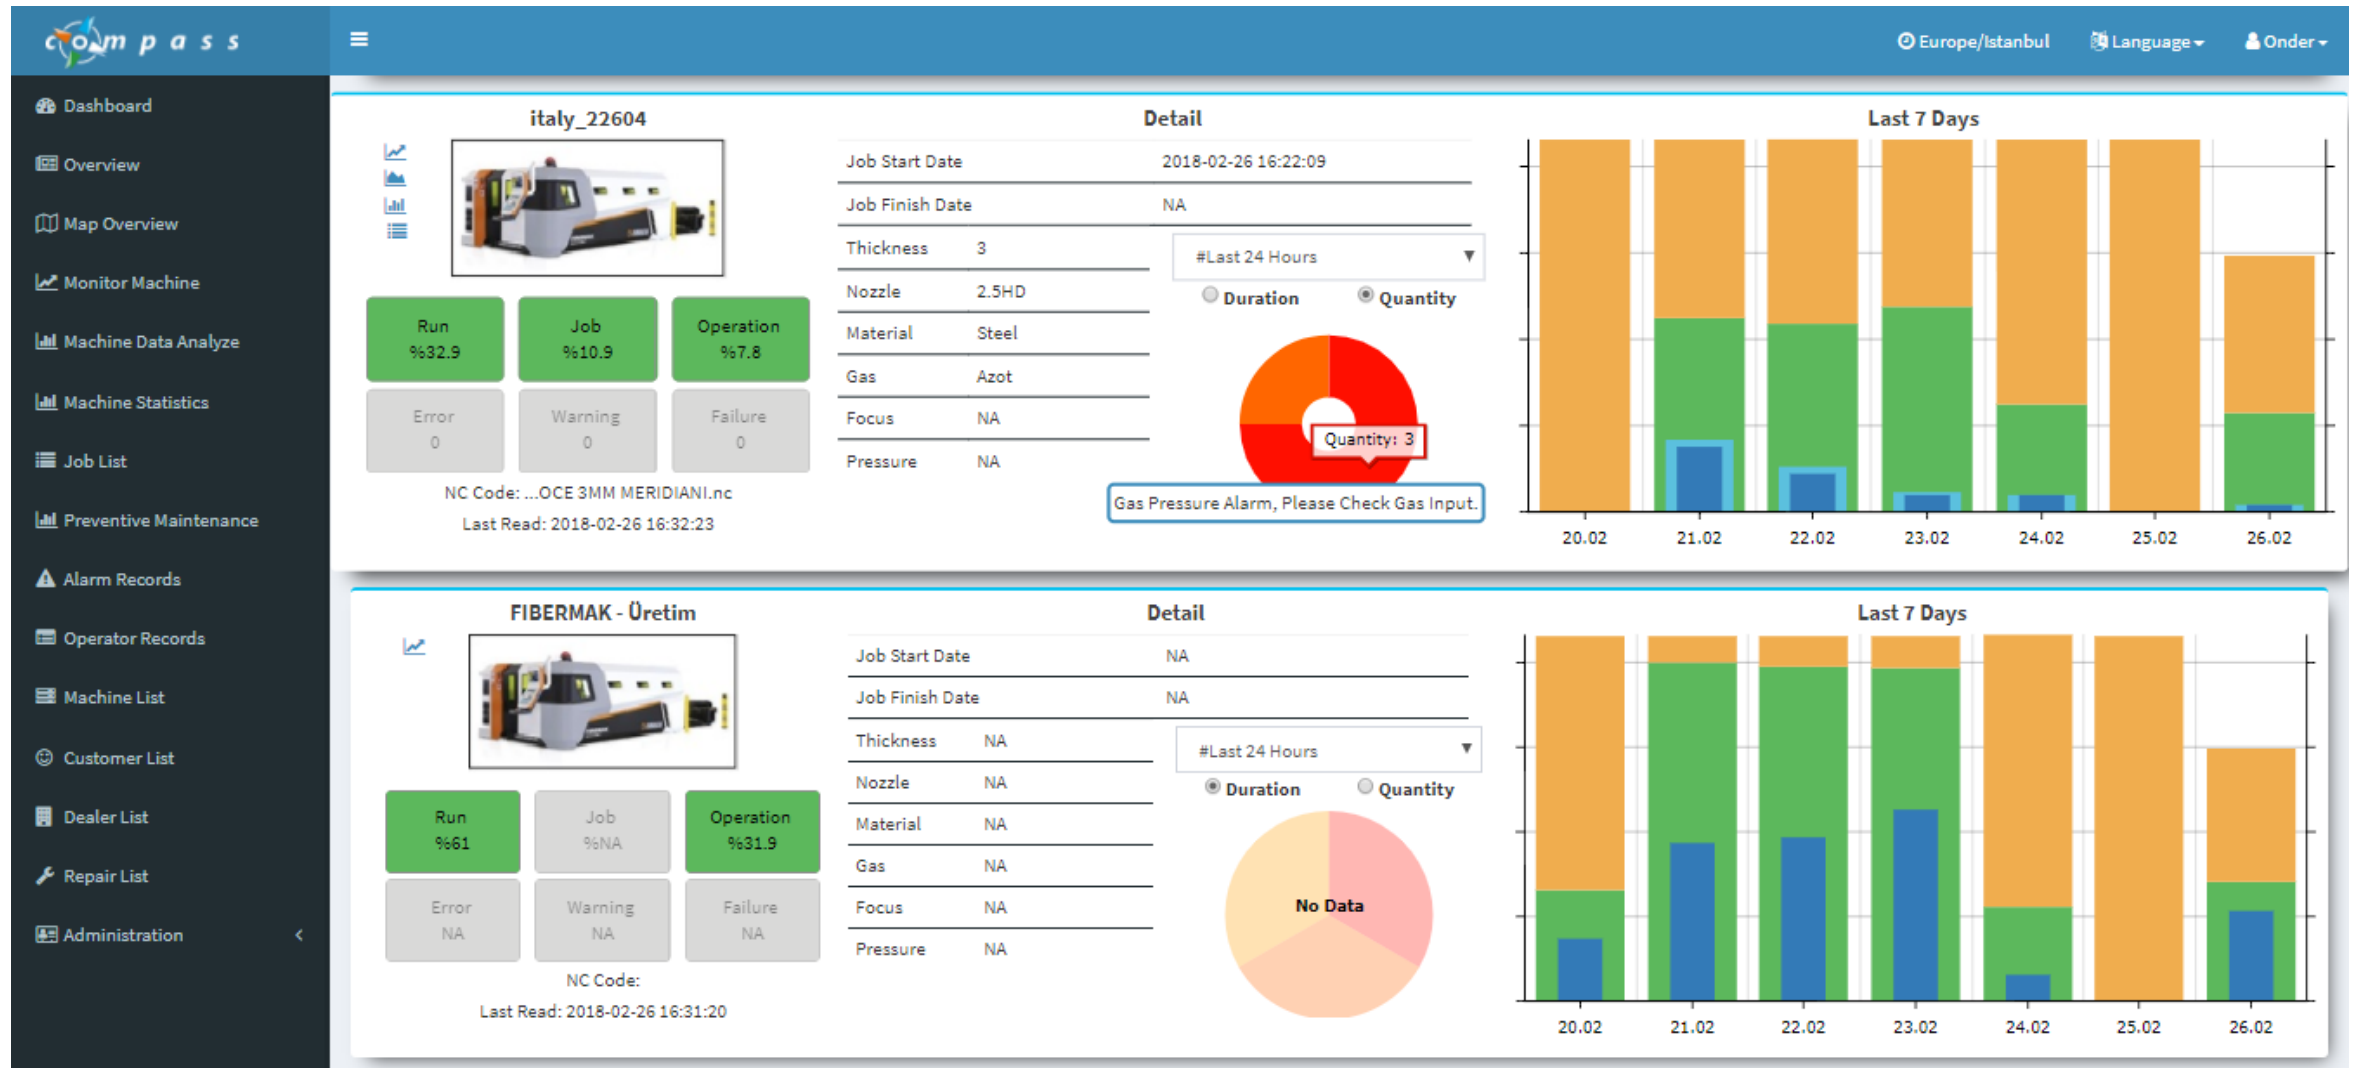 compass
Europe/Istanbul
Language
Onder
Dashboard
Overview
Map Overview
Monitor Machine
Machine Data Analyze
Machine Statistics
Job List
Preventive Maintenance
Alarm Records
Operator Records
Machine List
Customer List
Dealer List
Repair List
Administration
italy_22604
Run
%32.9
Job
%10.9
Operation
%7.8
Error
0
Warning
0
Failure
0
NC Code: ...OCE 3MM MERIDIANI.nc
Last Read: 2018-02-26 16:32:23
Detail
Job Start Date 2018-02-26 16:22:09
Job Finish Date NA
Thickness 3
Nozzle 2.5HD
Material Steel
Gas Azot
Focus NA
Pressure NA
#Last 24 Hours
Duration Quantity
Quantity: 3
Gas Pressure Alarm, Please Check Gas Input.
Last 7 Days
20.02 21.02 22.02 23.02 24.02 25.02 26.02
FIBERMAK - Üretim
Run
%61
Job
%NA
Operation
%31.9
Error
NA
Warning
NA
Failure
NA
NC Code:
Last Read: 2018-02-26 16:31:20
Detail
Job Start Date NA
Job Finish Date NA
Thickness NA
Nozzle NA
Material NA
Gas NA
Focus NA
Pressure NA
#Last 24 Hours
Duration Quantity
No Data
Last 7 Days
20.02 21.02 22.02 23.02 24.02 25.02 26.02